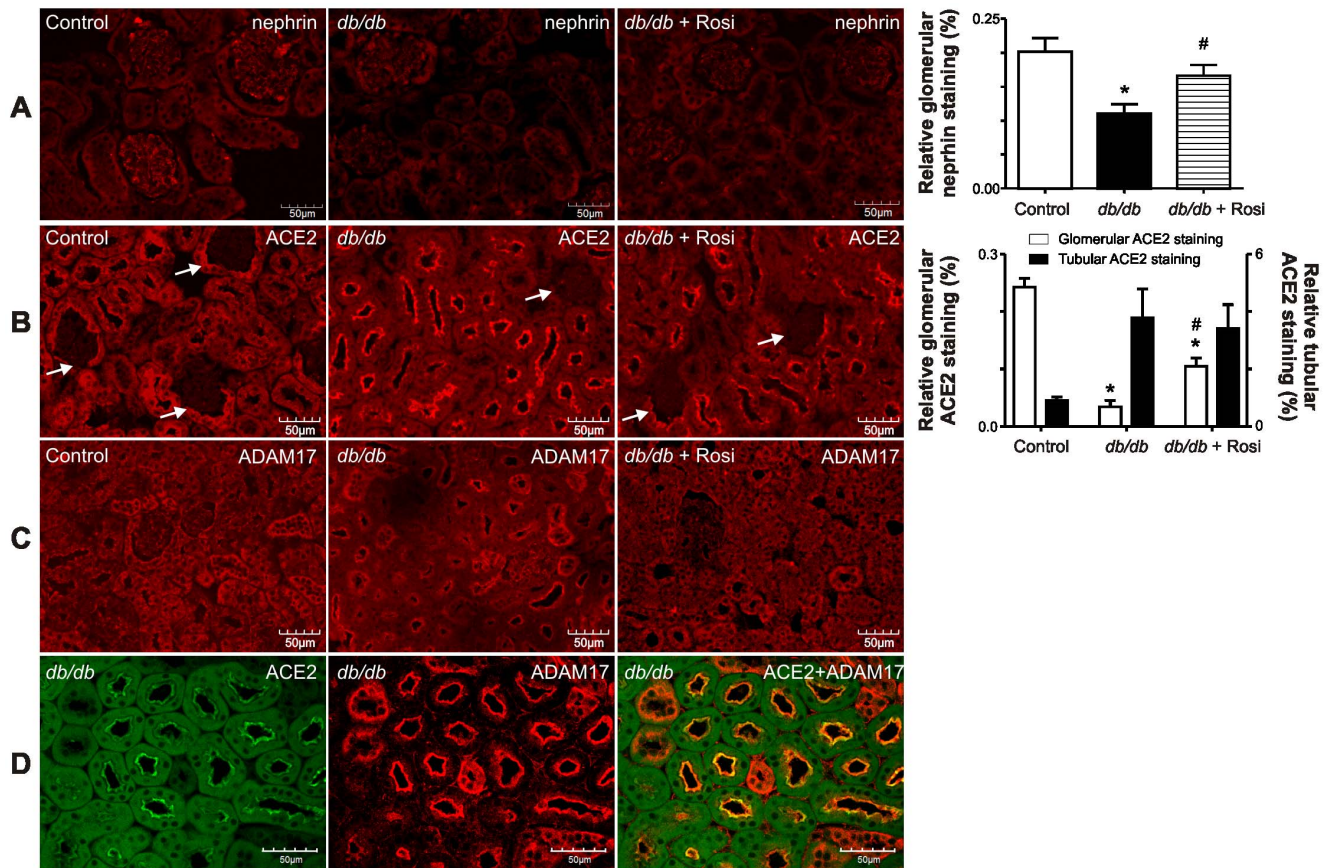 A
Control nephrin
50µm
db/db nephrin
50µm
db/db + Rosi nephrin
50µm
Relative glomerular
neprhin staining (%)
0.25
0.00
*
#
Control db/db db/db + Rosi
B
Control ACE2
50µm
db/db ACE2
50µm
db/db + Rosi ACE2
50µm
Glomerular ACE2 staining
Tubular ACE2 staining
Relative glomerular
ACE2 staining (%)
0.3
0.0
*
#
*
6
0
Relative tubular
ACE2 staining (%)
Control db/db db/db + Rosi
C
Control ADAM17
50µm
db/db ADAM17
50µm
db/db + Rosi ADAM17
50µm
D
db/db ACE2
50µm
db/db ADAM17
50µm
db/db ACE2+ADAM17
50µm